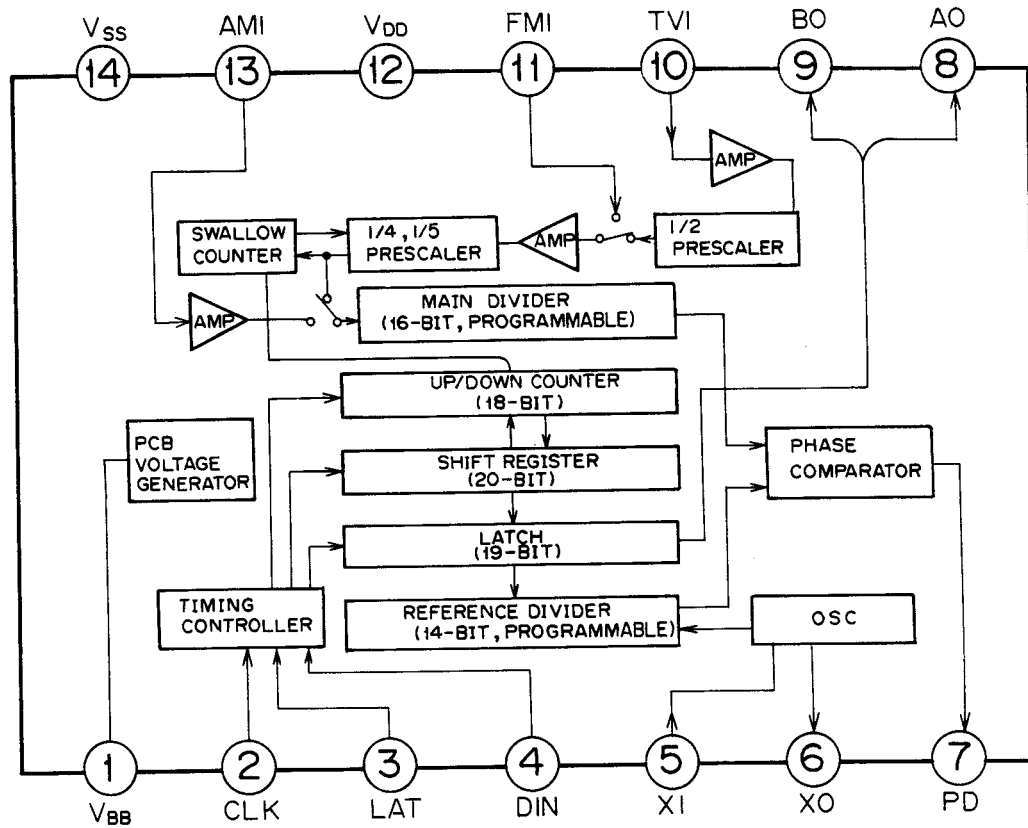 VSS AMI VDD FMI TVI BO AO
14 13 12 11 10 9 8
AMP
SWALLOW
COUNTER
1/4, 1/5
PRESCALER
AMP
1/2
PRESCALER
AMP
MAIN DIVIDER
(16-BIT, PROGRAMMABLE)
UP/DOWN COUNTER
(18-BIT)
PCB
VOLTAGE
GENERATOR
SHIFT REGISTER
(20-BIT)
PHASE
COMPARATOR
LATCH
(19-BIT)
TIMING
CONTROLLER
REFERENCE DIVIDER
(14-BIT, PROGRAMMABLE)
OSC
1 2 3 4 5 6 7
VBB CLK LAT DIN XI XO PD